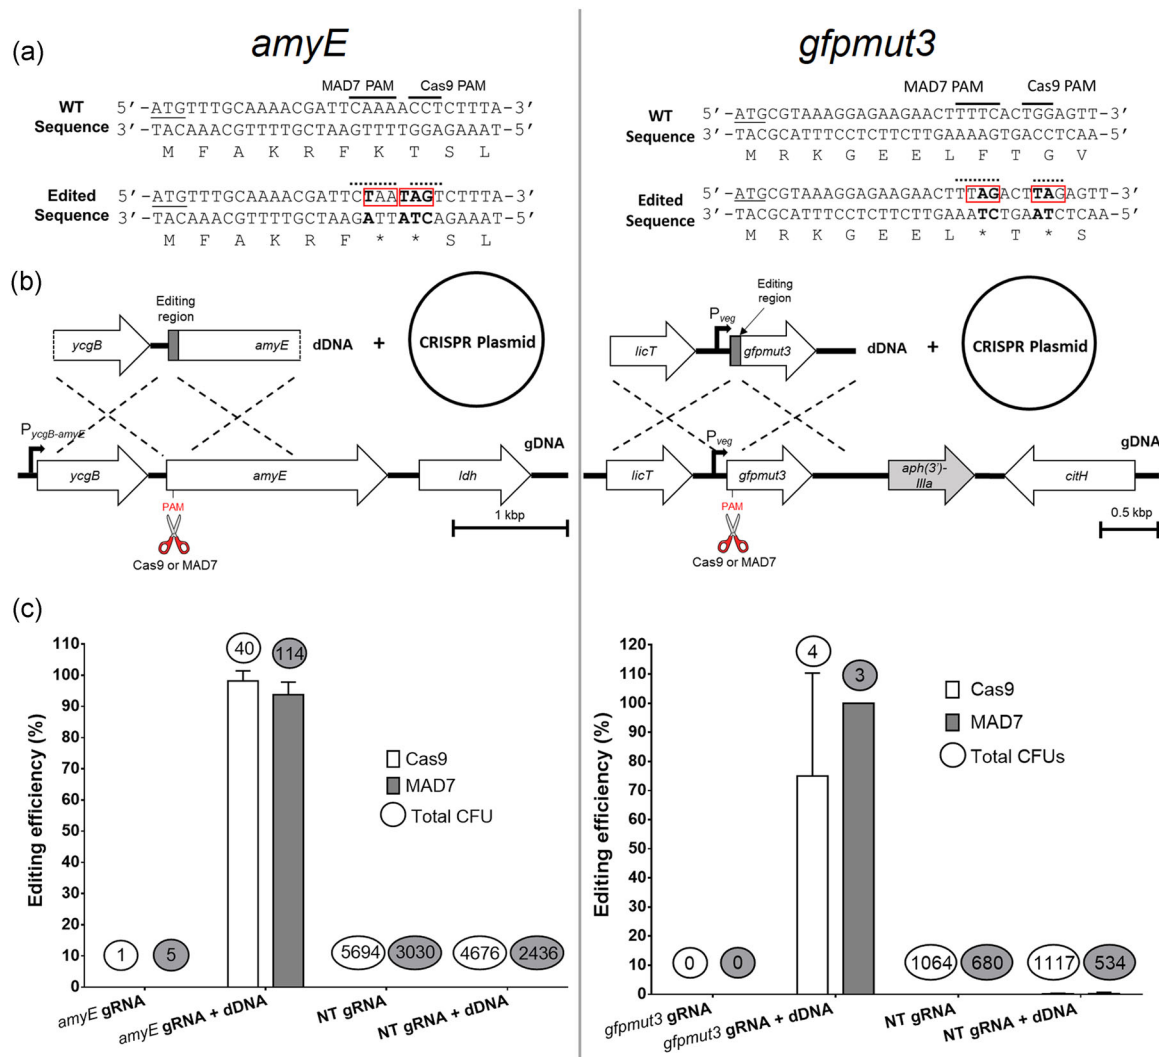 amyE
gfpmut3
(a)
MAD7 PAM Cas9 PAM
WT Sequence
5’-ATGTTTGCAAAACGATTCAAAACCTCTTTA-3’
3’-TACAAACGTTTTGCTAAGTTTTGGAGAAAT-5’
M F A K R F K T S L
Edited Sequence
5’-ATGTTTGCAAAACGATTCTAATAGTCTTTA-3’
3’-TACAAACGTTTTGCTAAGATTATCAGAAAT-5’
M F A K R F * * S L
MAD7 PAM Cas9 PAM
WT Sequence
5’-ATGCGTAAAGGAGAAGAACTTTTCACTGGAGTT-3’
3’-TACGCATTTCCTCTTCTTGAAAAGTGACCTCAA-5’
M R K G E E L F T G V
Edited Sequence
5’-ATGCGTAAAGGAGAAGAACTTTAGACTTAGAGTT-3’
3’-TACGCATTTCCTCTTCTTGAAATCTGAATCTCAA-5’
M R K G E E L * T * S
(b)
Editing region
ycgB
amyE
dDNA
+
CRISPR Plasmid
PycgB-amyE
gDNA
ycgB
amyE
ldh
PAM
1 kbp
Cas9 or MAD7
Editing region
Pveg
licT
gfpmut3
dDNA
+
CRISPR Plasmid
Pveg
gDNA
licT
gfpmut3
aph(3’)-IIIa
citH
PAM
0.5 kbp
Cas9 or MAD7
(c)
Editing efficiency (%)
110
100
90
80
70
60
50
40
30
20
10
0
40
114
Cas9
MAD7
Total CFU
1
5
5694
3030
4676
2436
amyE gRNA
amyE gRNA + dDNA
NT gRNA
NT gRNA + dDNA
Editing efficiency (%)
120
110
100
90
80
70
60
50
40
30
20
10
0
4
3
Cas9
MAD7
Total CFUs
0
0
1064
680
1117
534
gfpmut3 gRNA
gfpmut3 gRNA + dDNA
NT gRNA
NT gRNA + dDNA